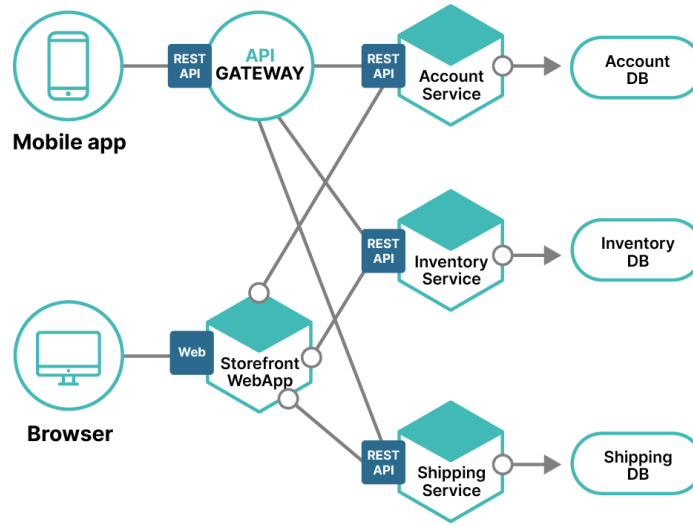 REST
API
API
GATEWAY
REST
API
Account
Service
Account
DB
Mobile app
REST
API
Inventory
Service
Inventory
DB
Web
Storefront
WebApp
Browser
REST
API
Shipping
Service
Shipping
DB